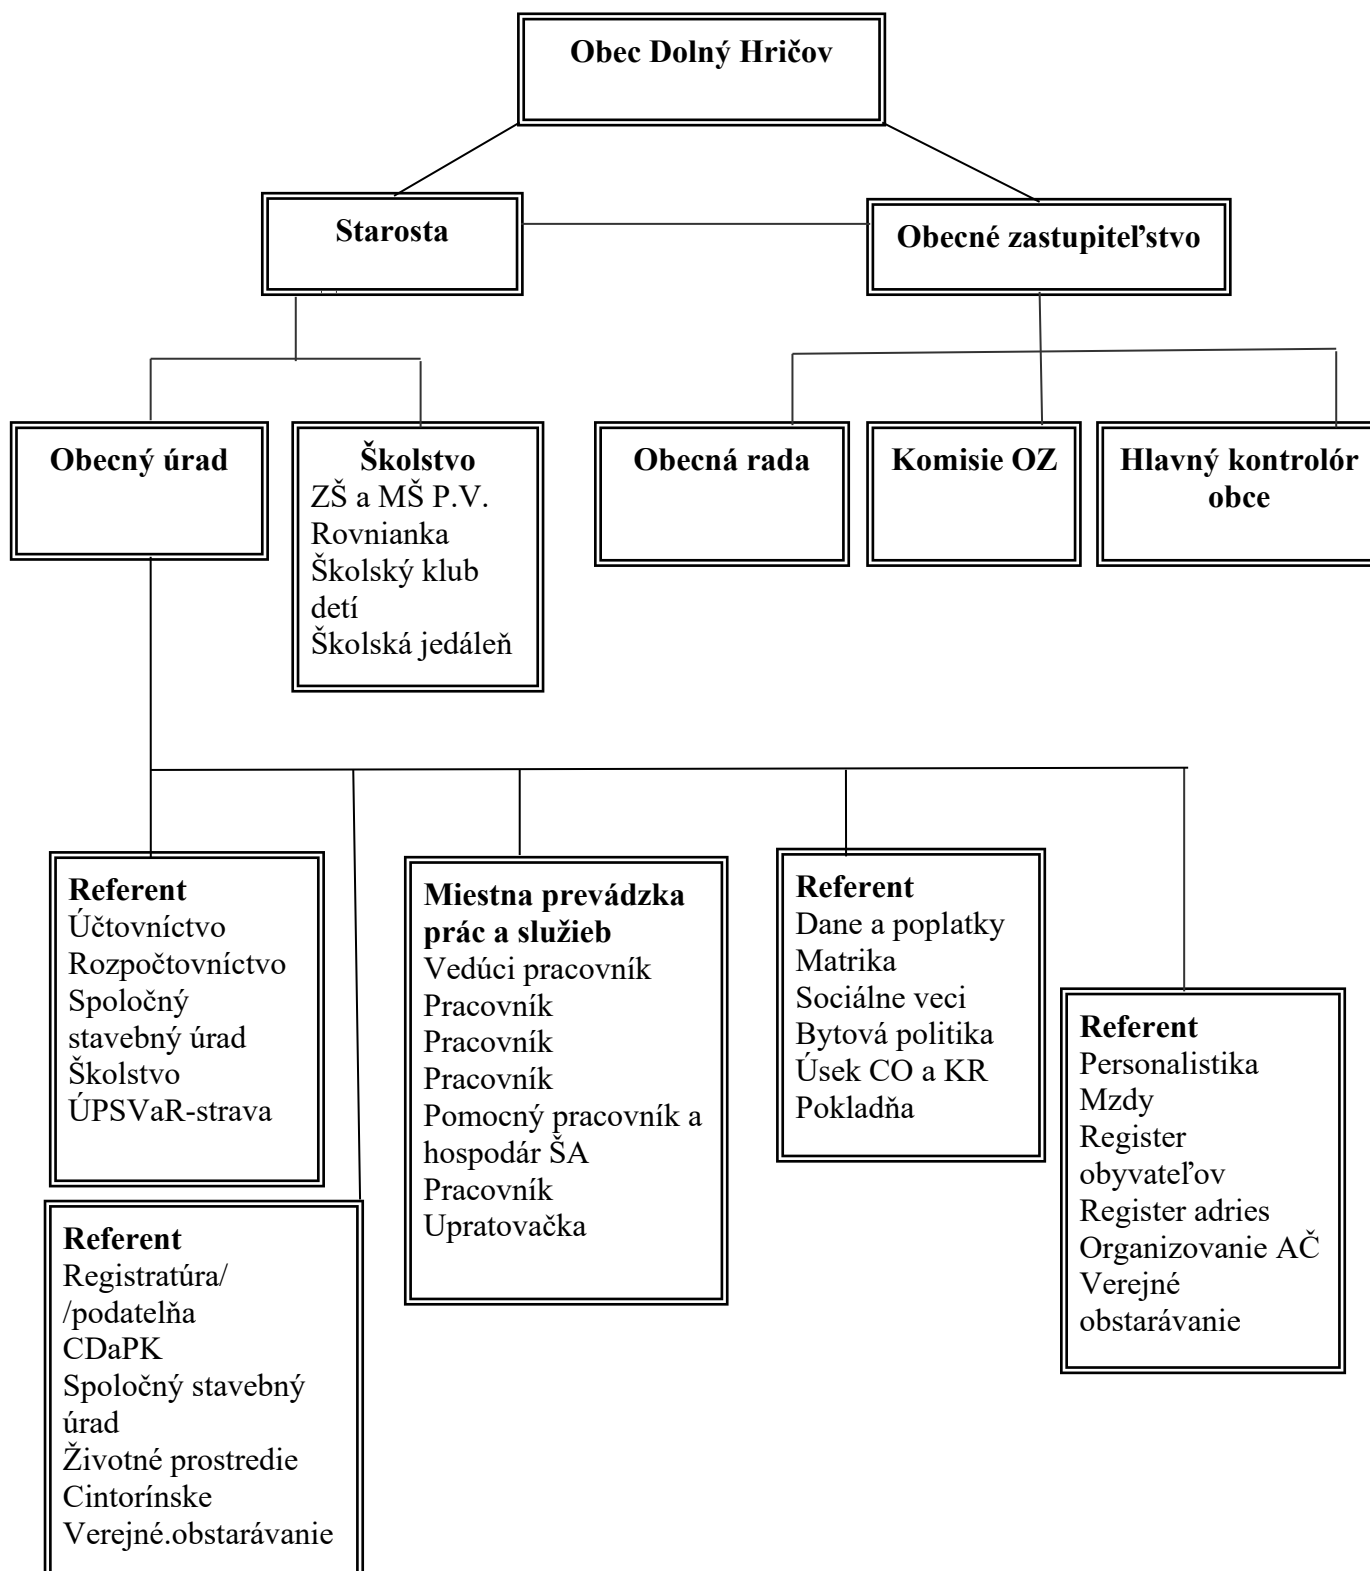 Obec Dolný Hričov
Starosta
Obecné zastupiteľstvo
Obecný úrad
Školstvo
ZŠ a MŠ P.V.
Rovnianka
Školský klub
detí
Školská jedáleň
Obecná rada
Komisie OZ
Hlavný kontrolór
obce
Referent
Účtovníctvo
Rozpočtovníctvo
Spoločný
stavebný úrad
Školstvo
ÚPSVaR-strava
Miestna prevádzka
prác a služieb
Vedúci pracovník
Pracovník
Pracovník
Pracovník
Pomocný pracovník a
hospodár ŠA
Pracovník
Upratovačka
Referent
Dane a poplatky
Matrika
Sociálne veci
Bytová politika
Úsek CO a KR
Pokladňa
Referent
Personalistika
Mzdy
Register
obyvateľov
Register adries
Organizovanie AČ
Verejné
obstarávanie
Referent
Registratúra/
/podatelňa
CDaPK
Spoločný stavebný
úrad
Životné prostredie
Cintorínske
Verejné.obstarávanie